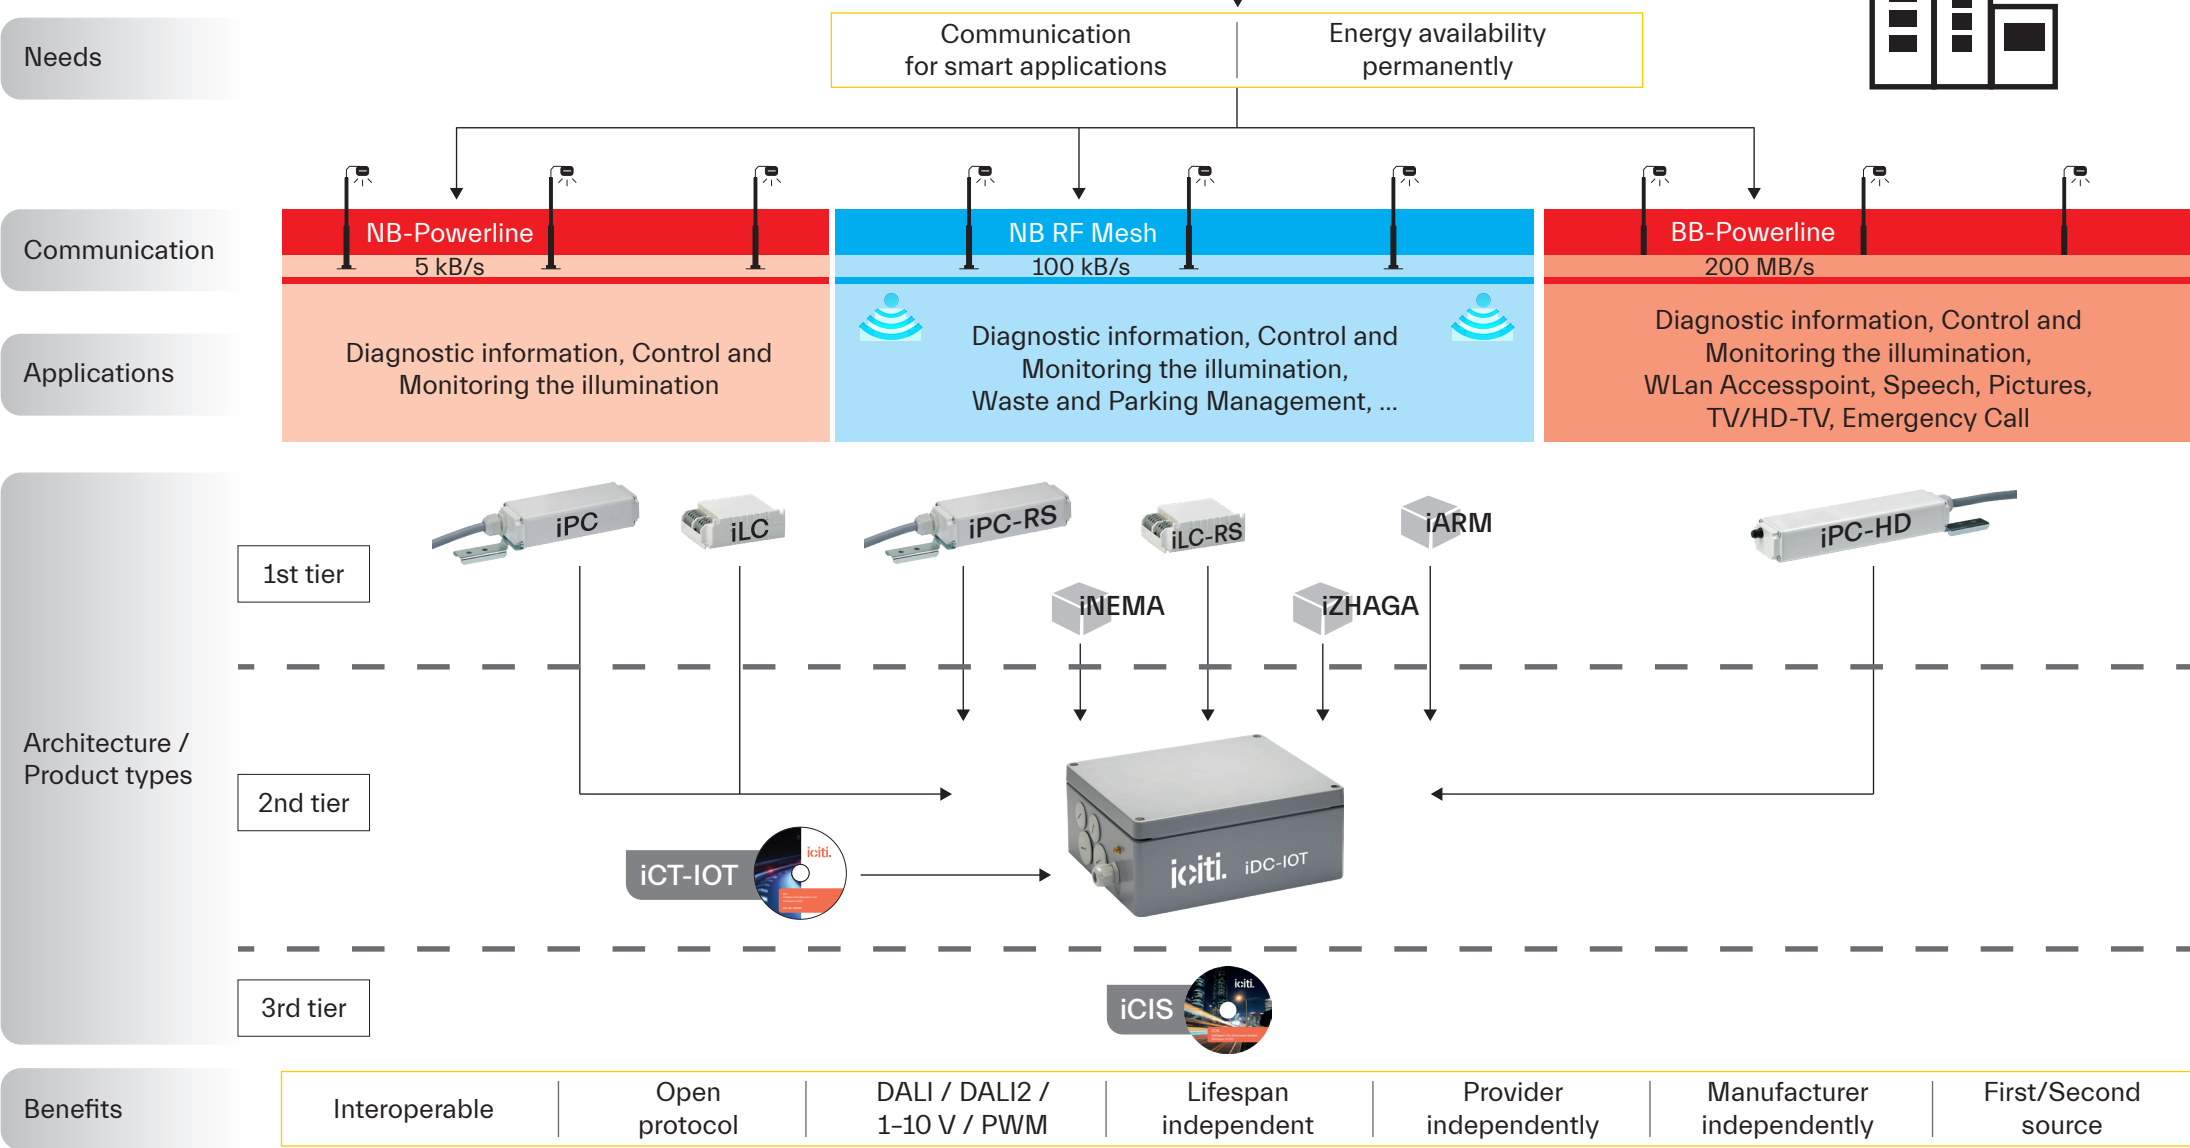 Needs
Communication
for smart applications
Energy availability
permanently
Communication
NB-Powerline
5 kB/s
NB RF Mesh
100 kB/s
BB-Powerline
200 MB/s
Applications
Diagnostic information, Control and
Monitoring the illumination
Diagnostic information, Control and
Monitoring the illumination,
Waste and Parking Management, ...
Diagnostic information, Control and
Monitoring the illumination,
WLan Accesspoint, Speech, Pictures,
TV/HD-TV, Emergency Call
Architecture /
Product types
1st tier
iPC
iLC
iPC-RS
iLC-RS
iARM
iPC-HD
iNEMA
iZHAGA
2nd tier
iCT-IOT
iciti.
iciti. iDC-IOT
3rd tier
iCIS
iciti.
Benefits
Interoperable
Open
protocol
DALI / DALI2 /
1–10 V / PWM
Lifespan
independent
Provider
independently
Manufacturer
independently
First/Second
source